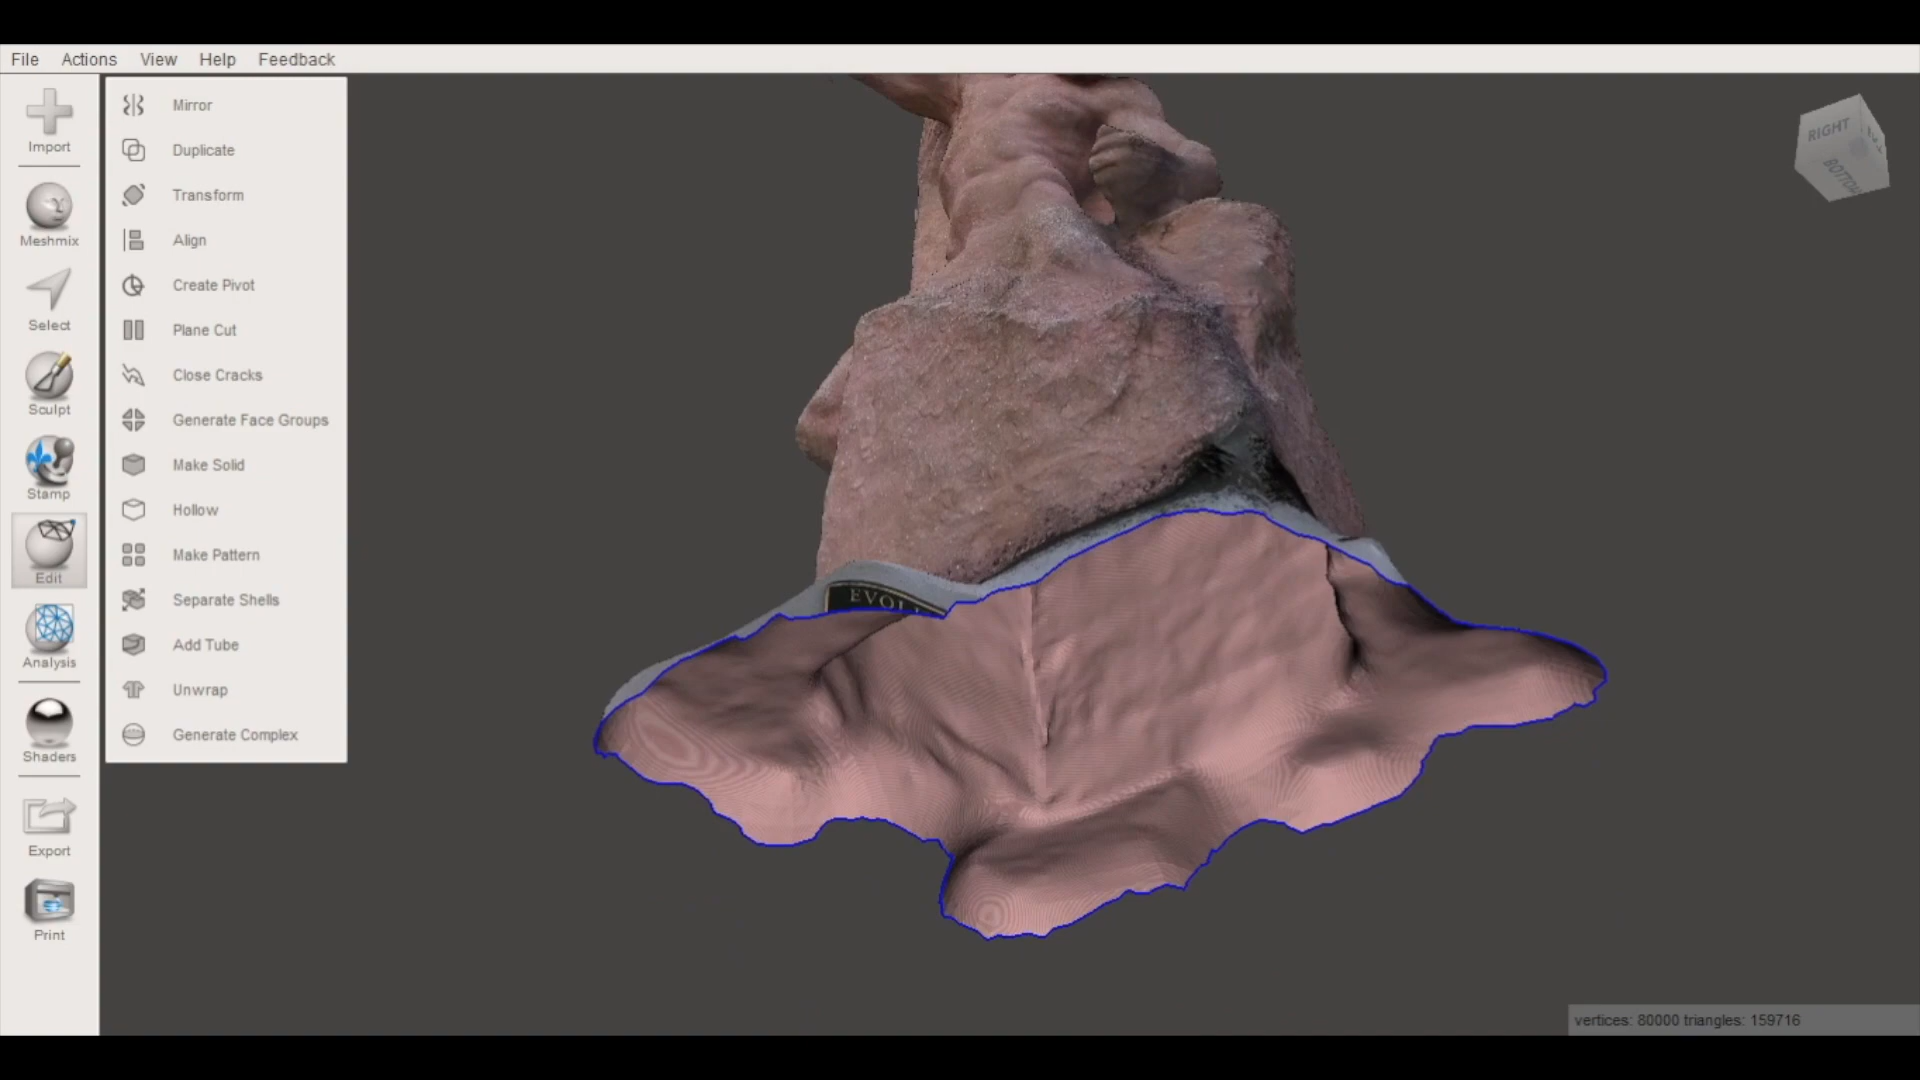 File Actions View Help Feedback
Import
Meshmix
Select
Sculpt
Stamp
Edit
Analysis
Shaders
Export
Print
Mirror
Duplicate
Transform
Align
Create Pivot
Plane Cut
Close Cracks
Generate Face Groups
Make Solid
Hollow
Make Pattern
Separate Shells
Add Tube
Unwrap
Generate Complex
RIGHT
vertices: 80000 triangles: 159716